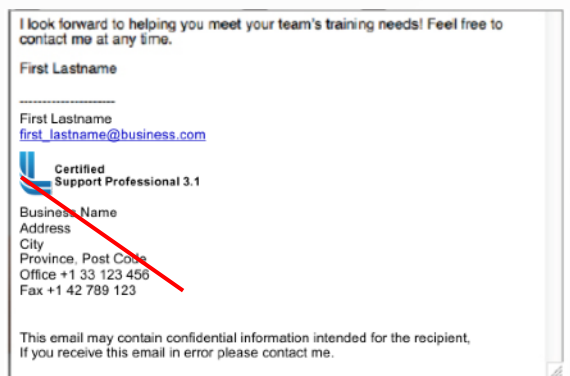 I look forward to helping you meet your team's training needs! Feel free to
contact me at any time.
First Lastname
----------------------
First Lastname
first_lastname@business.com
Certified
Support Professional 3.1
Business Name
Address
City
Province, Post Code
Office +1 33 123 456
Fax +1 42 789 123
This email may contain confidential information intended for the recipient,
If you receive this email in error please contact me.